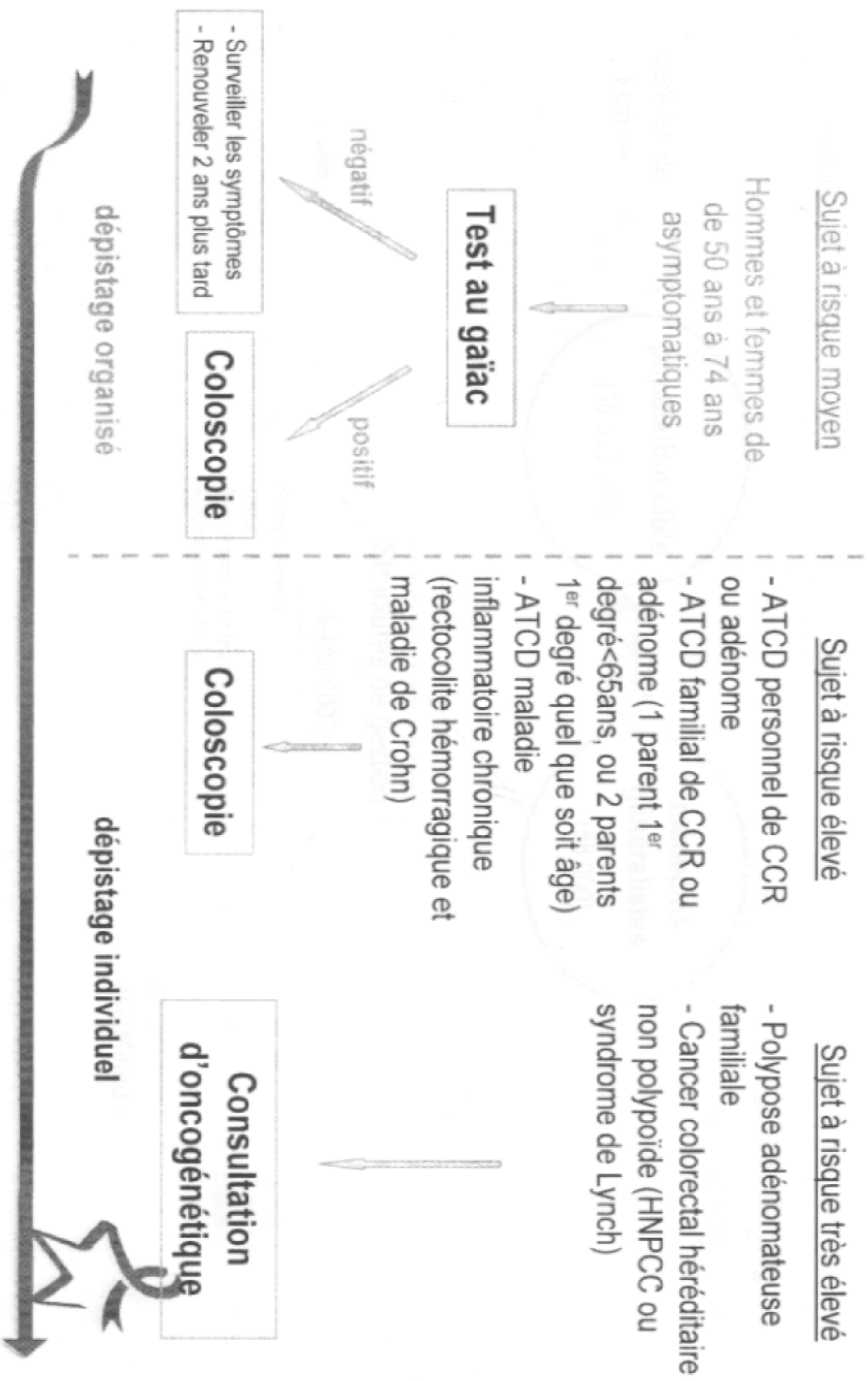 Sujet à risque moyen
Hommes et femmes de
de 50 ans à 74 ans
asymptomatiques
Test au gaïac
négatif
positif
- Surveiller les symptômes
- Renouveler 2 ans plus tard
Coloscopie
dépistage organisé
Sujet à risque élevé
- ATCD personnel de CCR
ou adénome
- ATCD familial de CCR ou
adénome (1 parent 1er
degré<65ans, ou 2 parents
1er degré quel que soit âge)
- ATCD maladie
inflammatoire chronique
(rectocolite hémorragique et
maladie de Crohn)
Coloscopie
Sujet à risque très élevé
- Polypose adénomateuse
familiale
- Cancer colorectal héréditaire
non polypoïde (HNPCC ou
syndrome de Lynch)
Consultation
d'oncogénétique
dépistage individuel